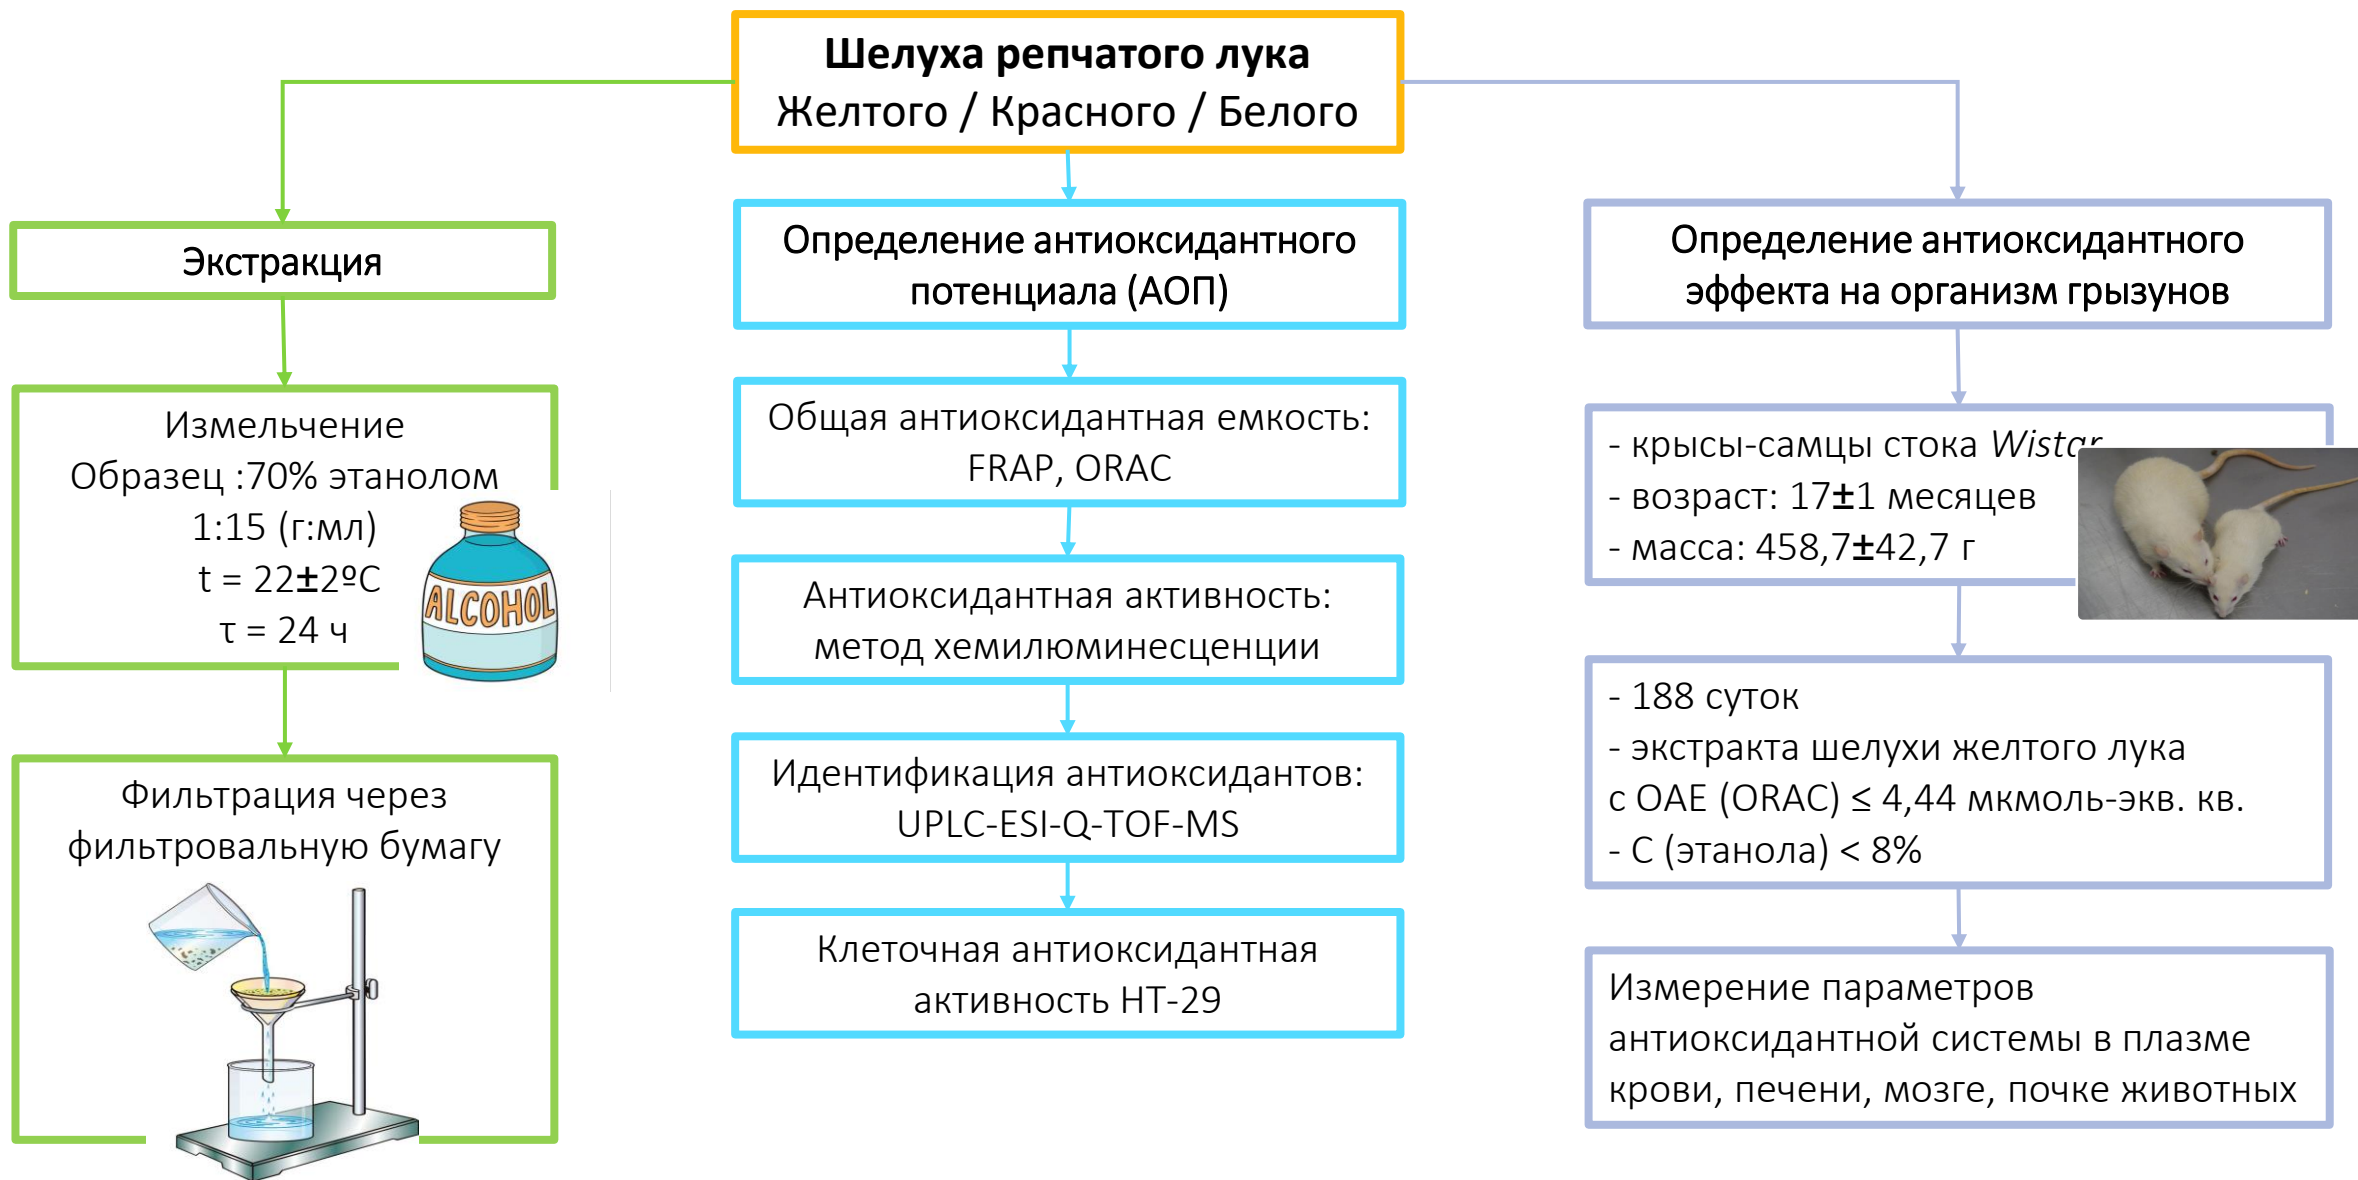 Шелуха репчатого лука
Желтого / Красного / Белого
Экстракция
Измельчение
Образец :70% этанолом
1:15 (г:мл)
t = 22±2ºC
τ = 24 ч
ALCOHOL
Фильтрация через
фильтровальную бумагу
Определение антиоксидантного
потенциала (АОП)
Общая антиоксидантная емкость:
FRAP, ORAC
Антиоксидантная активность:
метод хемилюминесценции
Идентификация антиоксидантов:
UPLC-ESI-Q-TOF-MS
Клеточная антиоксидантная
активность HT-29
Определение антиоксидантного
эффекта на организм грызунов
- крысы-самцы стока Wistar
- возраст: 17±1 месяцев
- масса: 458,7±42,7 г
- 188 суток
- экстракта шелухи желтого лука
с ОАЕ (ORAC) ≤ 4,44 мкмоль-экв. кв.
- С (этанола) < 8%
Измерение параметров
антиоксидантной системы в плазме
крови, печени, мозге, почке животных